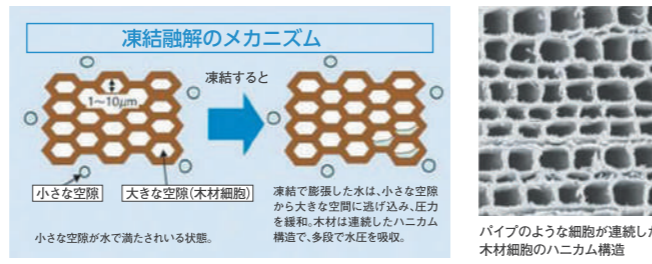 凍結融解のメカニズム
凍結すると
1～10μm
小さな空隙
大きな空隙(木材細胞)
小さな空隙が水で満たされいる状態。
凍結で膨張した水は、小さな空隙
から大きな空間に逃げ込み、圧力
を緩和。木材は連続したハニカム
構造で、多段で水圧を吸収。
パイプのような細胞が連続した
木材細胞のハニカム構造